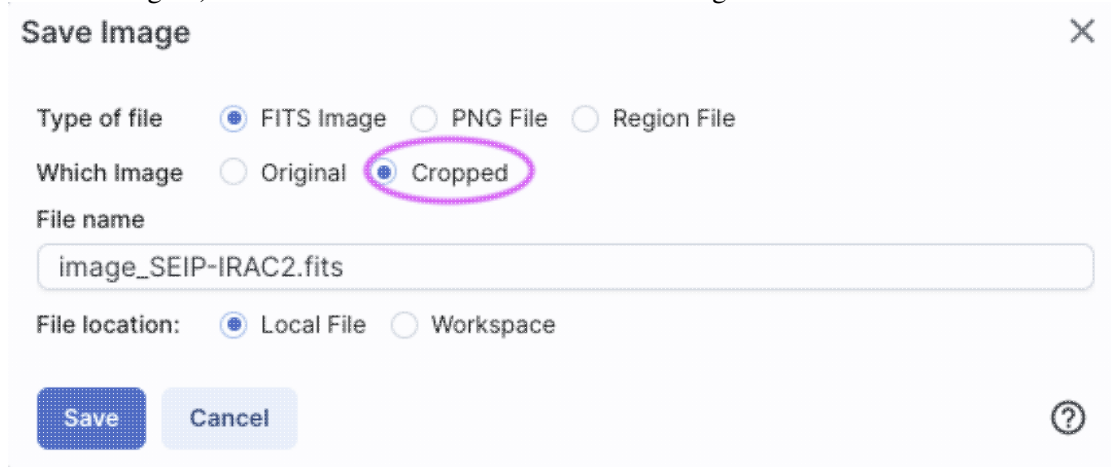 Save Image
Type of file FITS Image PNG File Region File
Which Image Original Cropped
File name
image_SEIP-IRAC2.fits
File location: Local File Workspace
Save Cancel